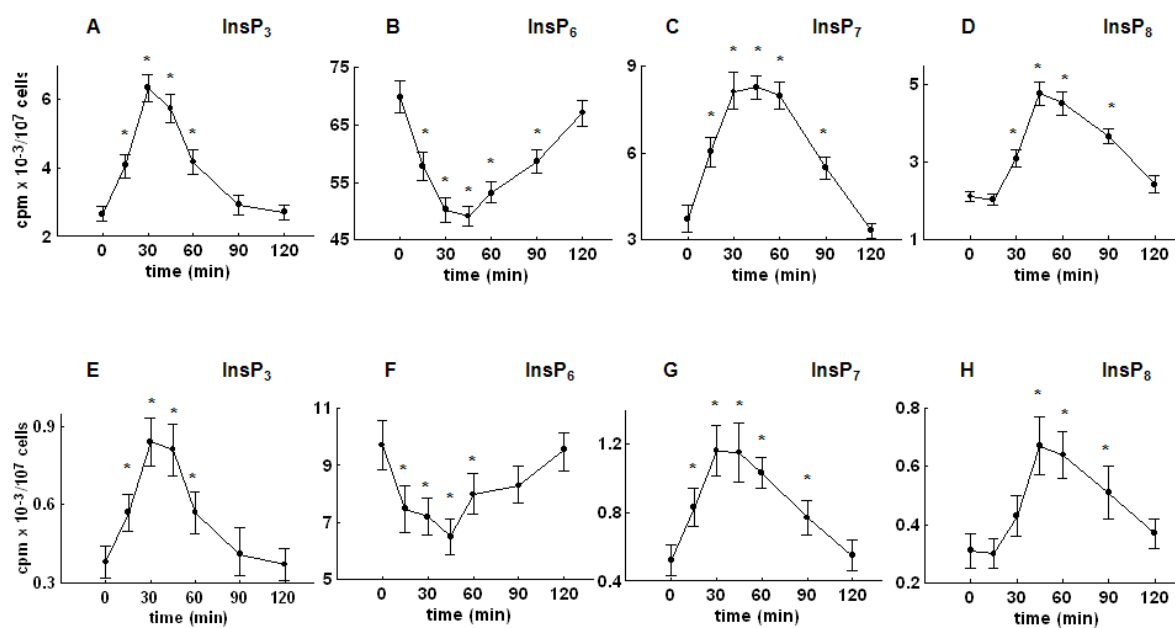 A InsP3 B InsP6 C InsP7 D InsP8
cpm x 10-3/107 cells
* * * *
6
4
2
0 30 60 90 120
time (min)
* * * * *
75
65
55
45
0 30 60 90 120
time (min)
* * * * *
9
6
3
0 30 60 90 120
time (min)
* * * *
5
3
1
0 30 60 90 120
time (min)
E InsP3 F InsP6 G InsP7 H InsP8
cpm x 10-3/107 cells
* * * *
0.9
0.6
0.3
0 30 60 90 120
time (min)
* * * *
11
9
7
5
0 30 60 90 120
time (min)
* * * * *
1.2
0.8
0.4
0 30 60 90 120
time (min)
* * *
0.8
0.6
0.4
0.2
0 30 60 90 120
time (min)